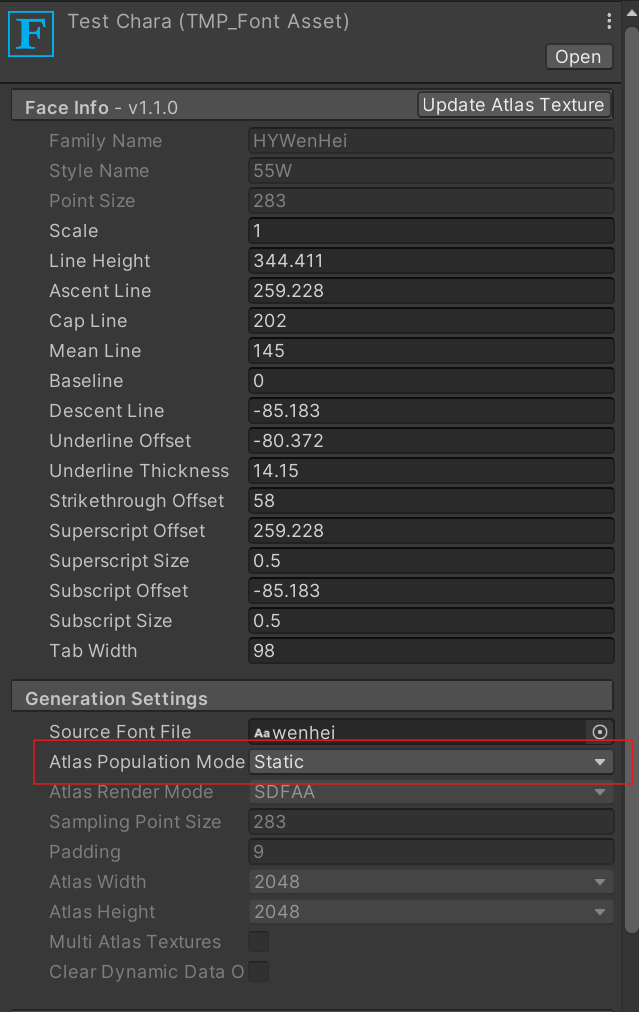 F
Test Chara (TMP_Font Asset)
Open
Face Info - v1.1.0 Update Atlas Texture
Family Name HYWenHei
Style Name 55W
Point Size 283
Scale 1
Line Height 344.411
Ascent Line 259.228
Cap Line 202
Mean Line 145
Baseline 0
Descent Line -85.183
Underline Offset -80.372
Underline Thickness 14.15
Strikethrough Offset 58
Superscript Offset 259.228
Superscript Size 0.5
Subscript Offset -85.183
Subscript Size 0.5
Tab Width 98
Generation Settings
Source Font File Aa wenhei
Atlas Population Mode Static
Atlas Render Mode SDFAA
Sampling Point Size 283
Padding 9
Atlas Width 2048
Atlas Height 2048
Multi Atlas Textures
Clear Dynamic Data O